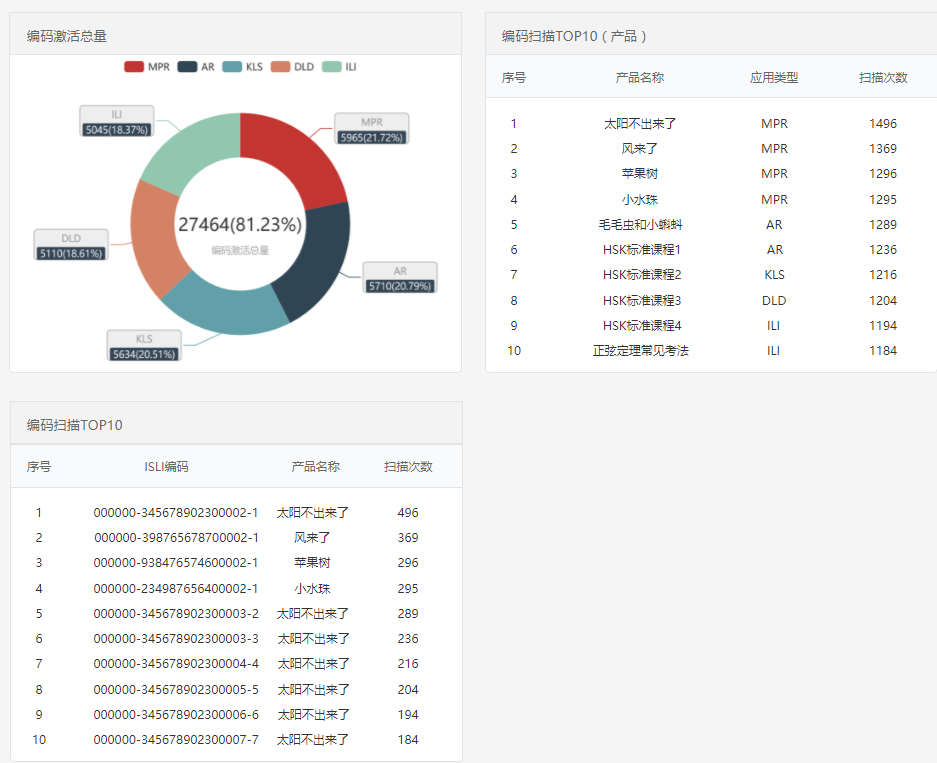 编码激活总量
MPR AR KLS DLD ILI
ILI
5045(18.37%)
MPR
5965(21.72%)
27464(81.23%)
编码激活总量
DLD
5110(18.61%)
AR
5710(20.79%)
KLS
5634(20.51%)
编码扫描TOP10（产品）
序号 产品名称 应用类型 扫描次数
1 太阳不出来了 MPR 1496
2 风来了 MPR 1369
3 苹果树 MPR 1296
4 小水珠 MPR 1295
5 毛毛虫和小蝌蚪 AR 1289
6 HSK标准课程1 AR 1236
7 HSK标准课程2 KLS 1216
8 HSK标准课程3 DLD 1204
9 HSK标准课程4 ILI 1194
10 正弦定理常见考法 ILI 1184
编码扫描TOP10
序号 ISLI编码 产品名称 扫描次数
1 000000-345678902300002-1 太阳不出来了 496
2 000000-398765678700002-1 风来了 369
3 000000-938476574600002-1 苹果树 296
4 000000-234987656400002-1 小水珠 295
5 000000-345678902300003-2 太阳不出来了 289
6 000000-345678902300003-3 太阳不出来了 236
7 000000-345678902300004-4 太阳不出来了 216
8 000000-345678902300005-5 太阳不出来了 204
9 000000-345678902300006-6 太阳不出来了 194
10 000000-345678902300007-7 太阳不出来了 184